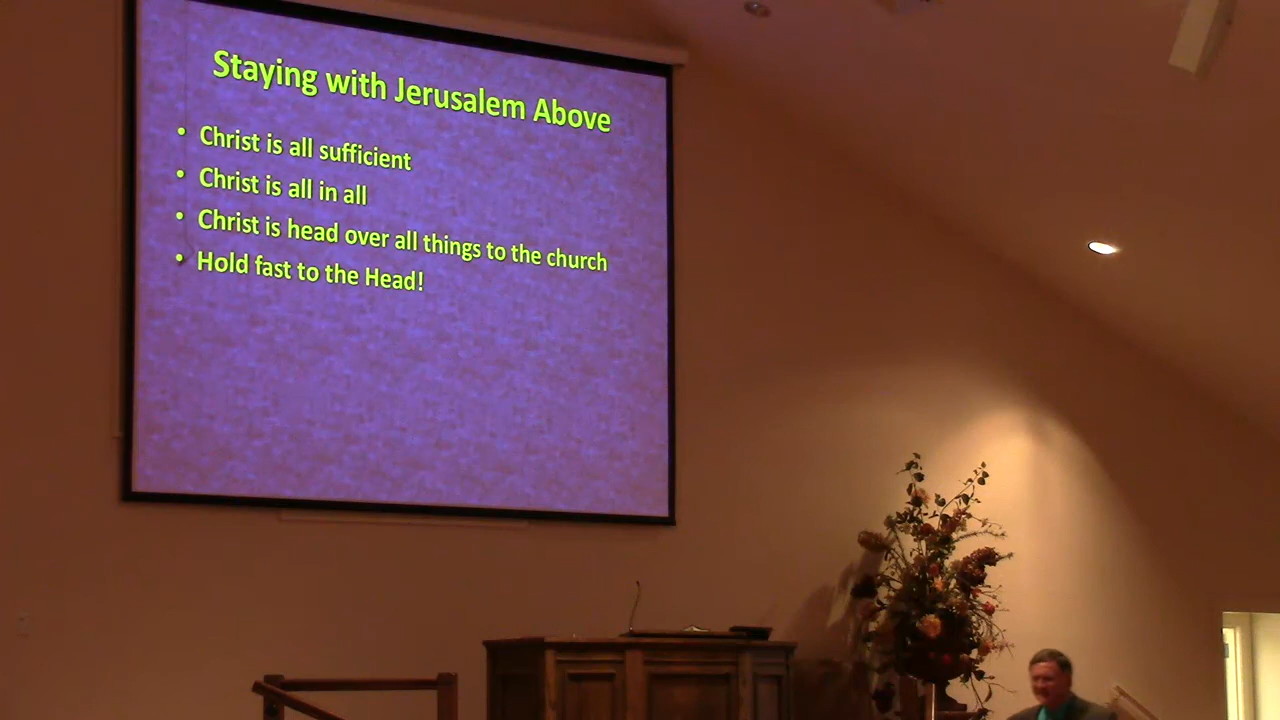 Staying with Jerusalem Above
• Christ is all sufficient
• Christ is all in all
• Christ is head over all things to the church
• Hold fast to the Head!